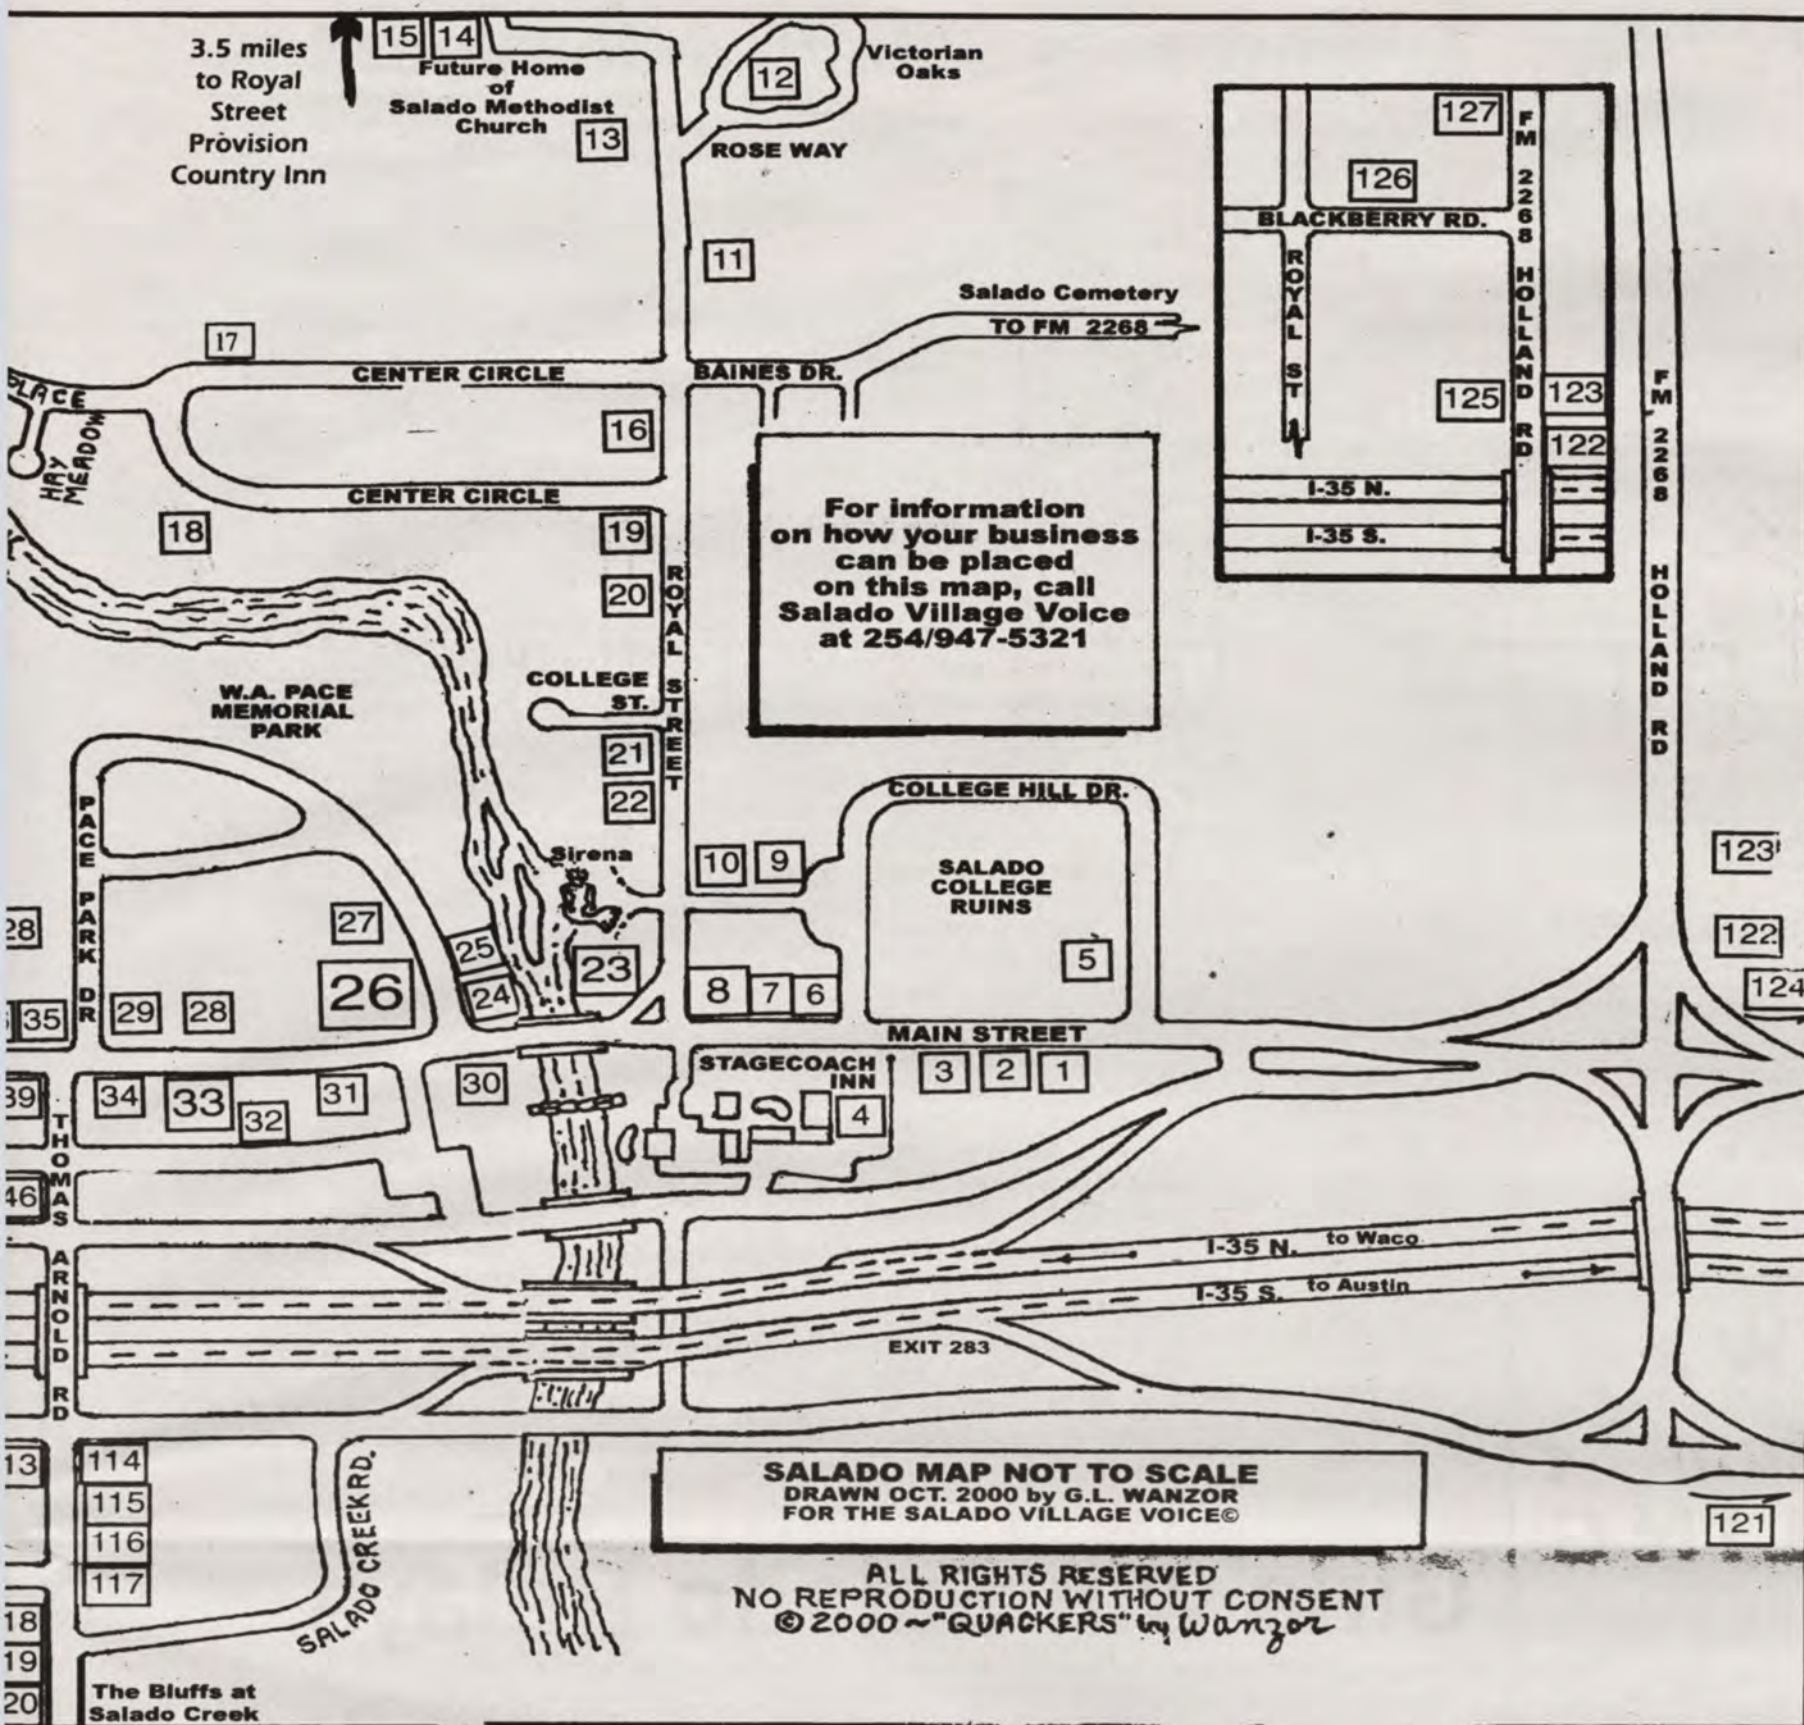 3.5 miles
to Royal
Street
Provision
Country Inn
15
14
Future Home
of
Salado Methodist
Church
13
12
Victorian
Oaks
ROSE WAY
11
Salado Cemetery
TO FM 2268
17
CENTER CIRCLE
BAINES DR.
PLACE
HAY
MEADOW
16
CENTER CIRCLE
18
19
20
ROYAL STREET
For information
on how your business
can be placed
on this map, call
Salado Village Voice
at 254/947-5321
127
126
FM 2268 HOLLAND RD
BLACKBERRY RD.
ROYAL ST
125
123
122
I-35 N.
I-35 S.
FM 2268 HOLLAND RD
W.A. PACE
MEMORIAL
PARK
COLLEGE
ST.
21
22
COLLEGE HILL DR.
PACE PARK DR
Sirena
10
9
SALADO
COLLEGE
RUINS
5
123
122
124
28
27
25
26
24
23
8
7
6
35
29
28
MAIN STREET
STAGECOACH
INN
3
2
1
4
39
34
33
32
31
30
46
THOMAS ARNOLD RD
I-35 N.
to Waco
I-35 S.
to Austin
EXIT 283
13
114
115
116
117
SALADO CREEK RD.
18
19
20
The Bluffs at
Salado Creek
SALADO MAP NOT TO SCALE
DRAWN OCT. 2000 by G.L. WANZOR
FOR THE SALADO VILLAGE VOICE©
121
ALL RIGHTS RESERVED
NO REPRODUCTION WITHOUT CONSENT
© 2000 ~ "QUACKERS" by Wanzor